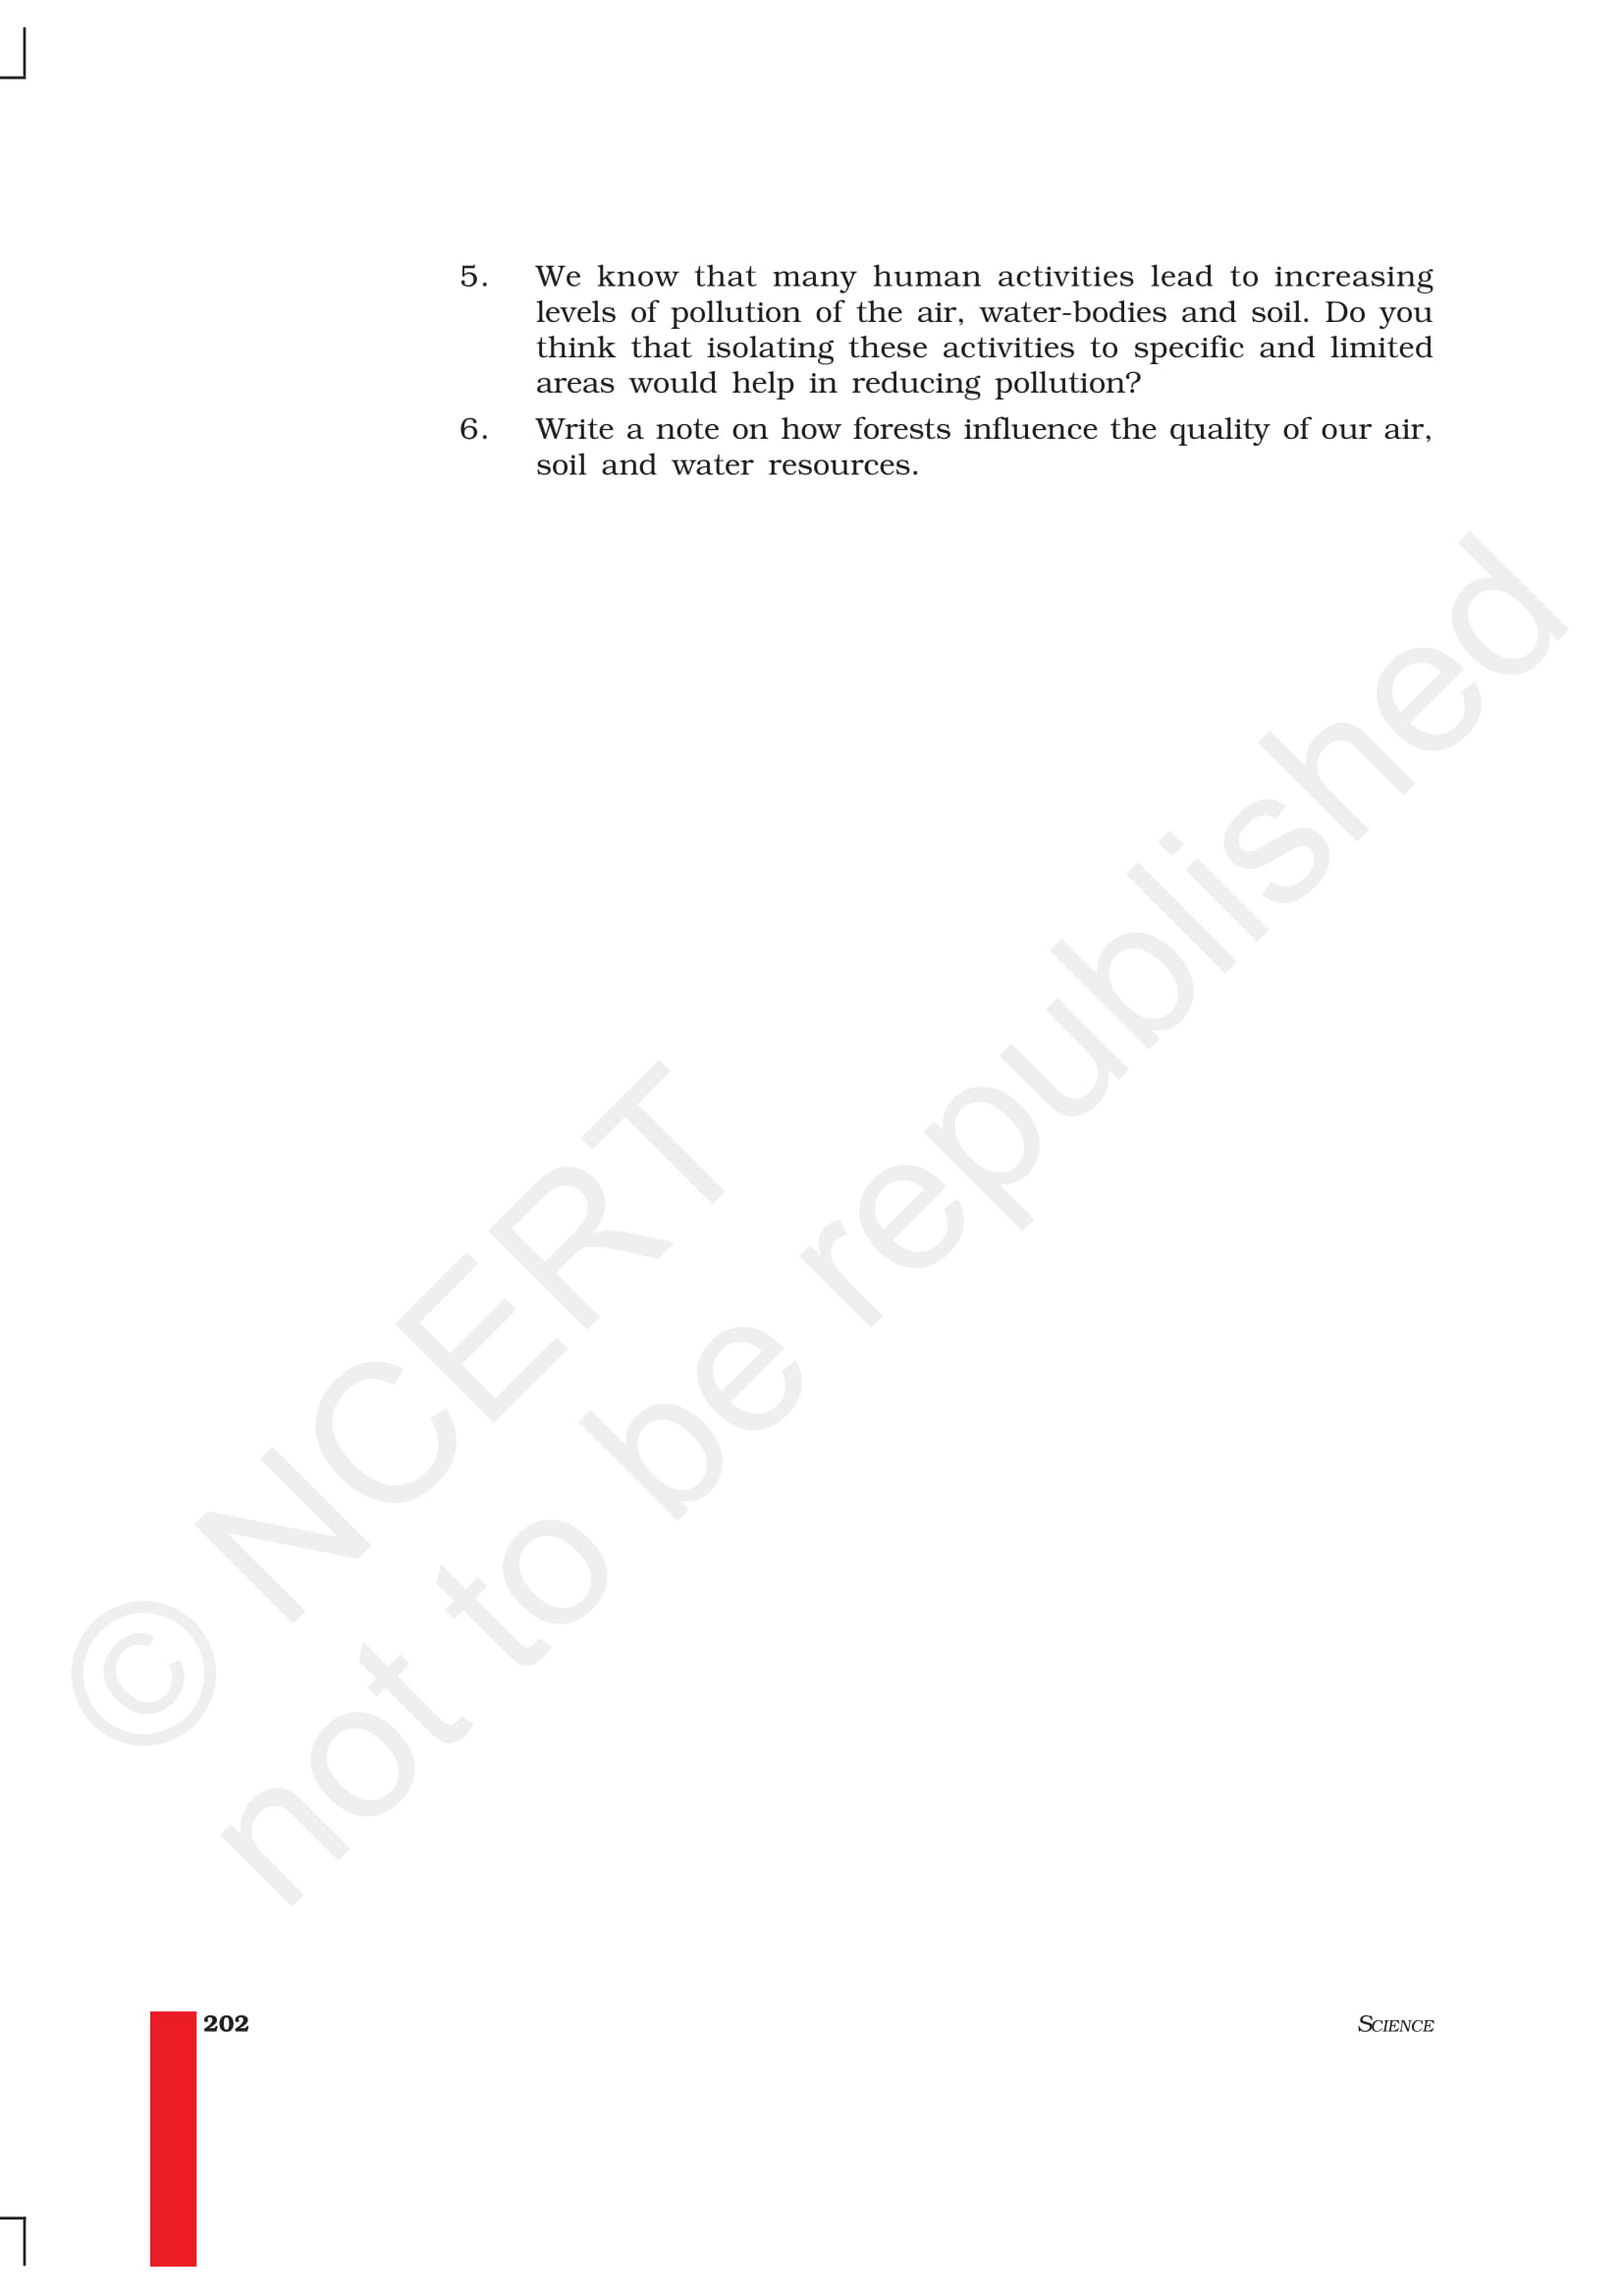 5. We know that many human activities lead to increasing
levels of pollution of the air, water-bodies and soil. Do you
think that isolating these activities to specific and limited
areas would help in reducing pollution?
6. Write a note on how forests influence the quality of our air,
soil and water resources.
© NCERT
not to be republished
202
SCIENCE